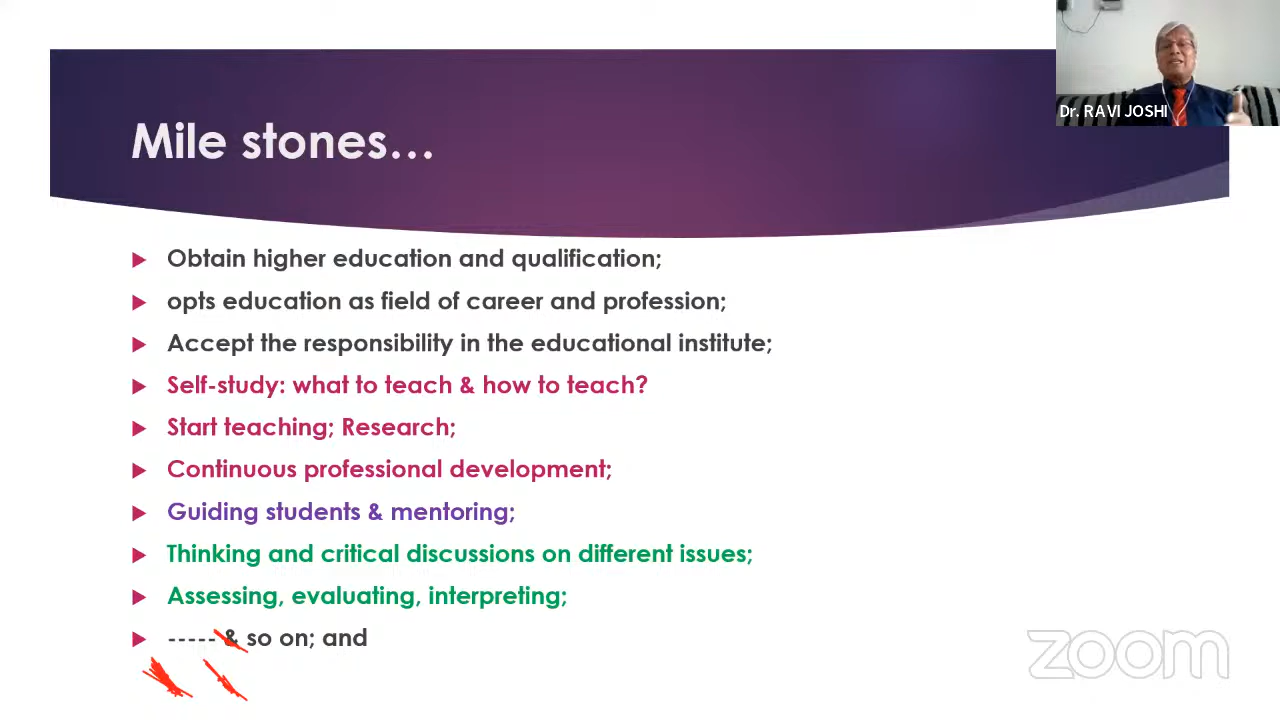 Dr. RAVI JOSHI
Mile stones...
Obtain higher education and qualification;
opts education as field of career and profession;
Accept the responsibility in the educational institute;
Self-study: what to teach & how to teach?
Start teaching; Research;
Continuous professional development;
Guiding students & mentoring;
Thinking and critical discussions on different issues;
Assessing, evaluating, interpreting;
----- & so on; and
zoom